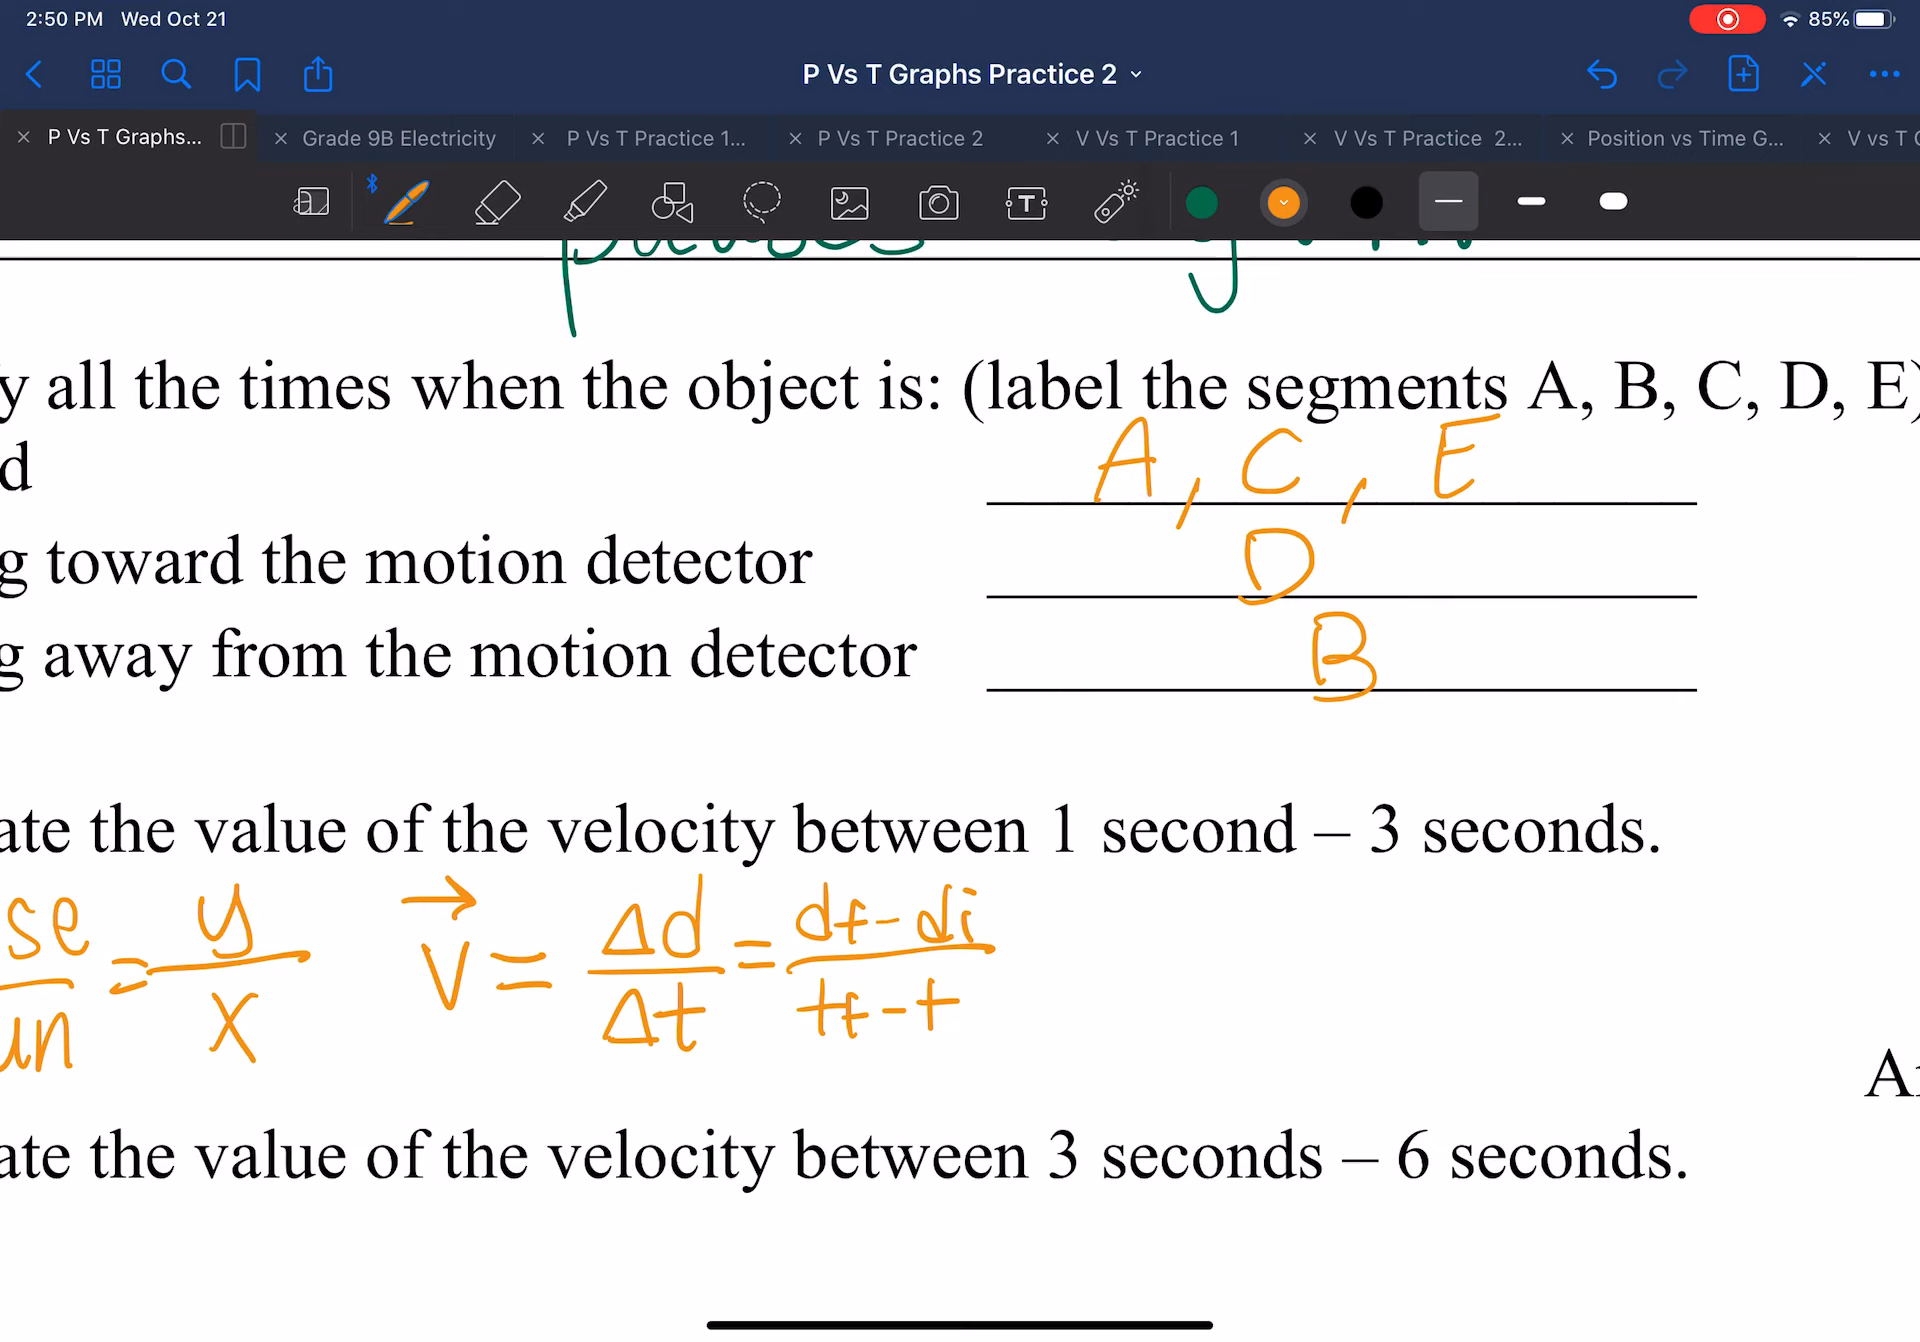 2:50 PM Wed Oct 21 85%
P Vs T Graphs Practice 2
P Vs T Graphs... Grade 9B Electricity P Vs T Practice 1... P Vs T Practice 2 V Vs T Practice 1 V Vs T Practice 2... Position vs Time G... V vs T
y all the times when the object is: (label the segments A, B, C, D, E)
d A, C, E
g toward the motion detector D
g away from the motion detector B
ate the value of the velocity between 1 second – 3 seconds.
se y → Δd df-di
= V = =
un x Δt tf-t
A
ate the value of the velocity between 3 seconds – 6 seconds.